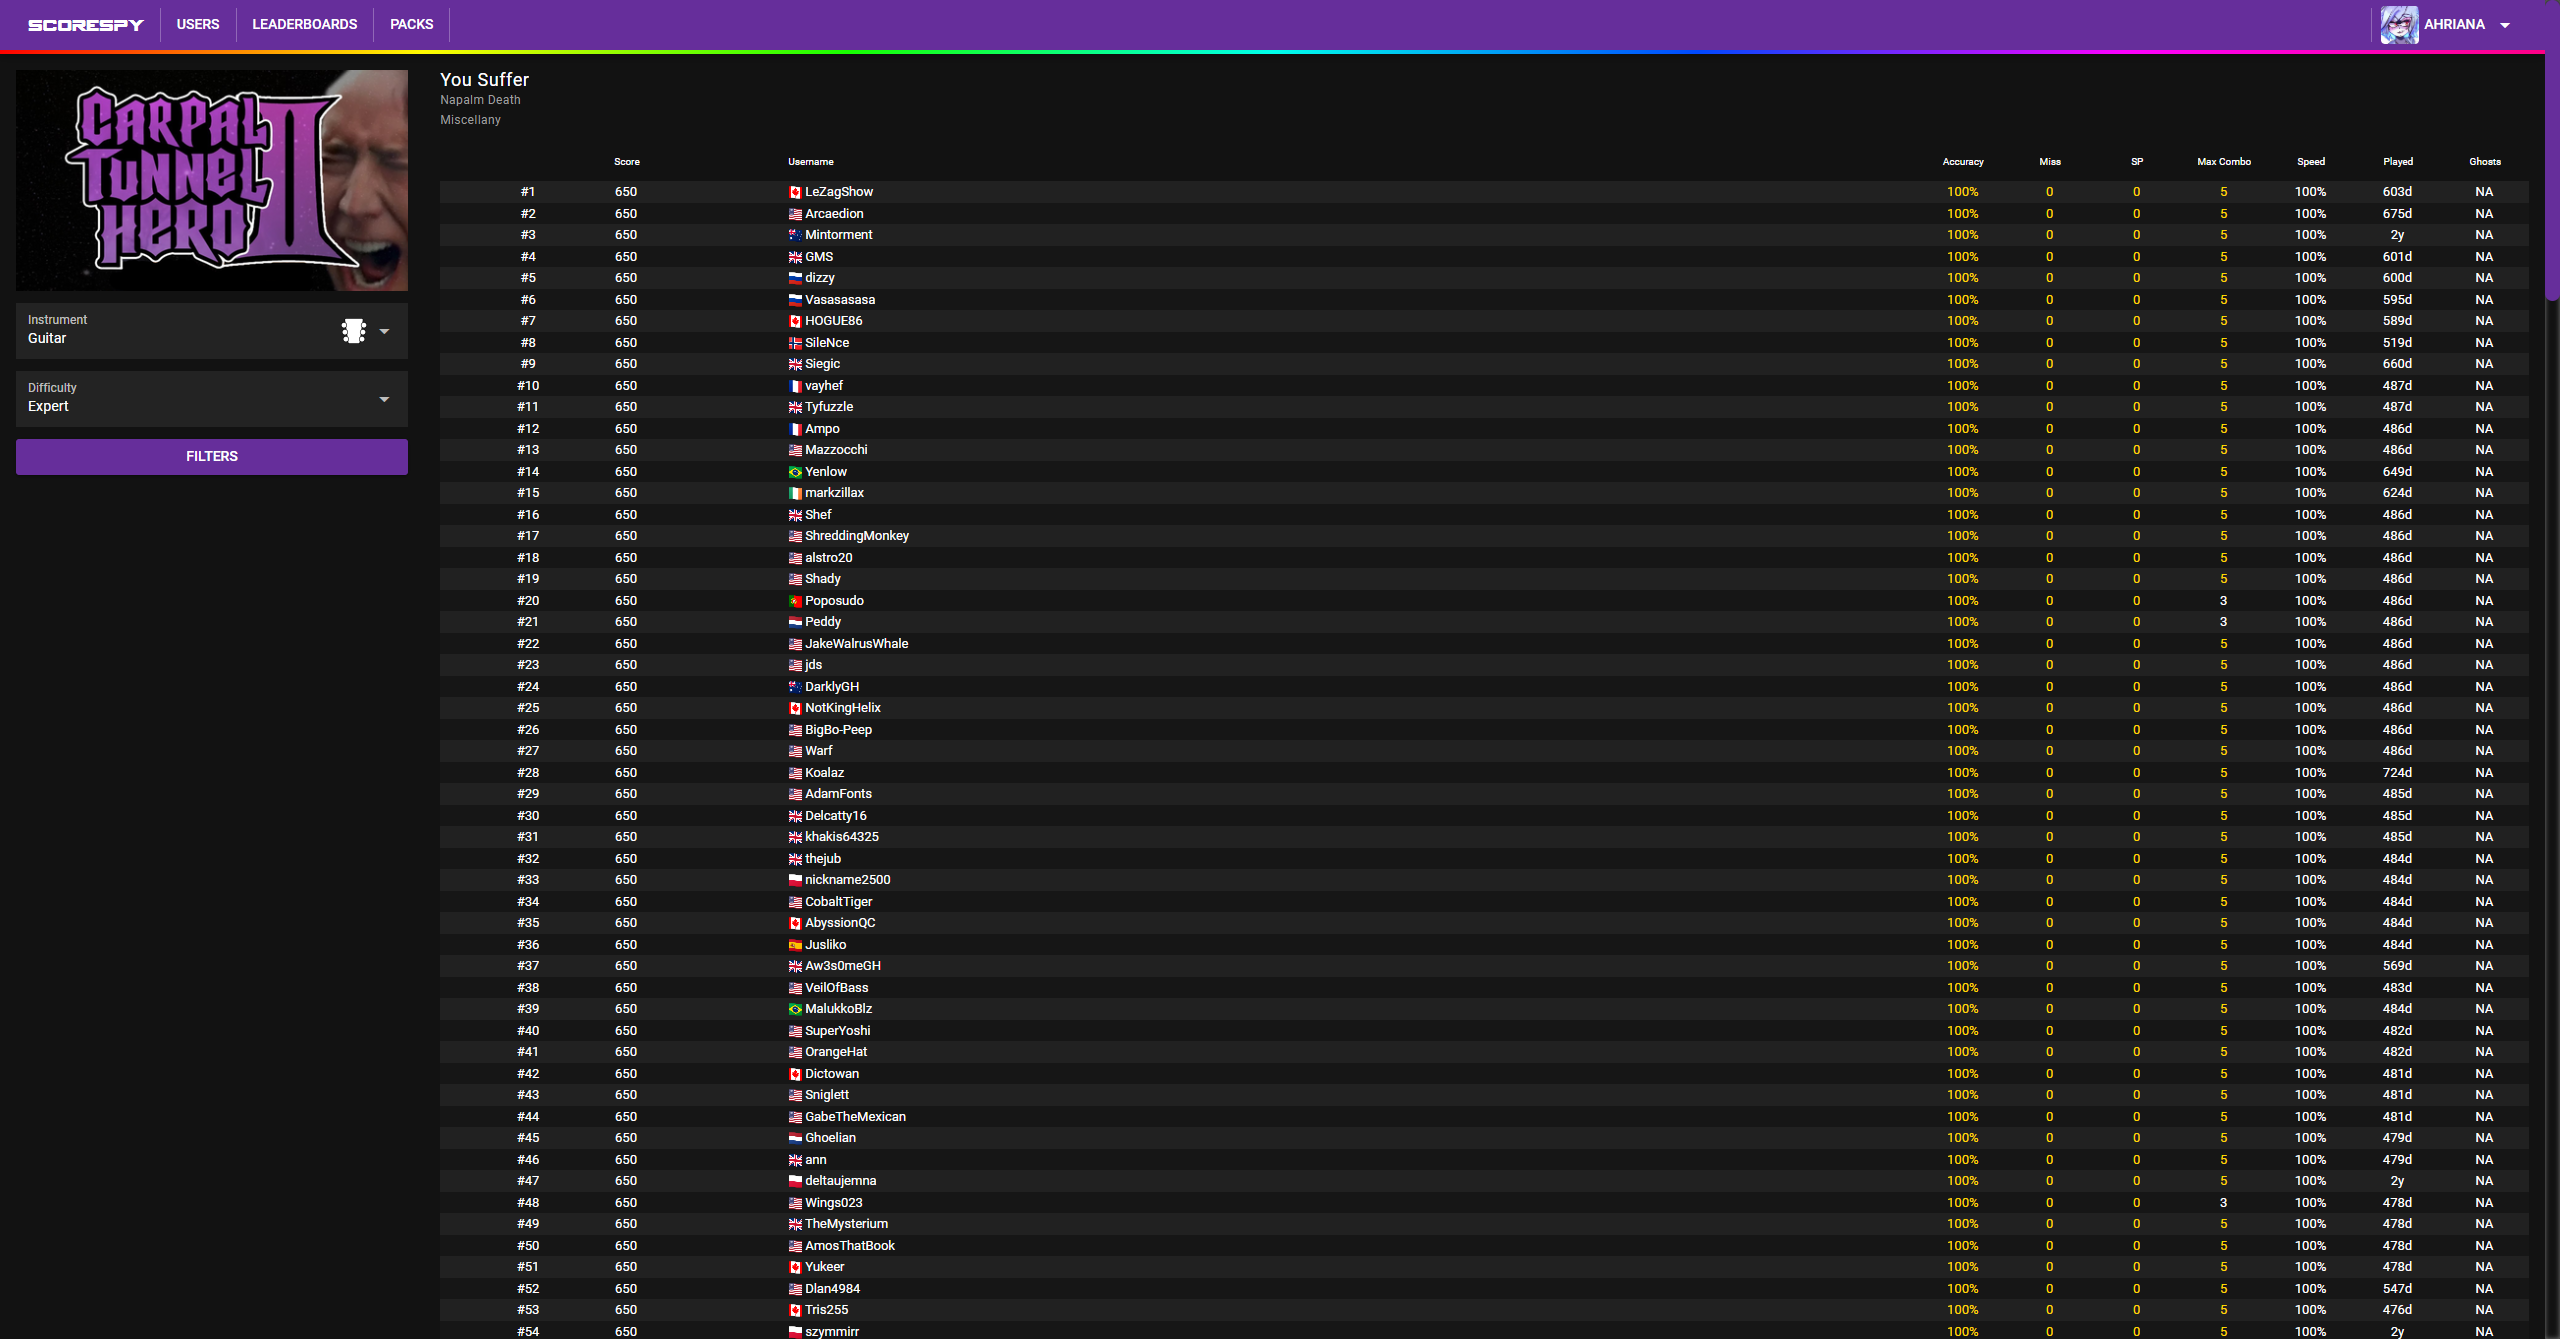 SCORESPY USERS LEADERBOARDS PACKS AHRIANA
CARPAL
TUNNEL
HERO II
Instrument
Guitar
Difficulty
Expert
FILTERS
You Suffer
Napalm Death
Miscellany
Score Username Accuracy Miss SP Max Combo Speed Played Ghosts
#1 650 LeZagShow 100% 0 0 5 100% 603d NA
#2 650 Arcaedion 100% 0 0 5 100% 675d NA
#3 650 Mintorment 100% 0 0 5 100% 2y NA
#4 650 GMS 100% 0 0 5 100% 601d NA
#5 650 dizzy 100% 0 0 5 100% 600d NA
#6 650 Vasasasasa 100% 0 0 5 100% 595d NA
#7 650 HOGUE86 100% 0 0 5 100% 589d NA
#8 650 SileNce 100% 0 0 5 100% 519d NA
#9 650 Siegic 100% 0 0 5 100% 660d NA
#10 650 vayhef 100% 0 0 5 100% 487d NA
#11 650 Tyfuzzle 100% 0 0 5 100% 487d NA
#12 650 Ampo 100% 0 0 5 100% 486d NA
#13 650 Mazzocchi 100% 0 0 5 100% 486d NA
#14 650 Yenlow 100% 0 0 5 100% 649d NA
#15 650 markzillax 100% 0 0 5 100% 624d NA
#16 650 Shef 100% 0 0 5 100% 486d NA
#17 650 ShreddingMonkey 100% 0 0 5 100% 486d NA
#18 650 alstro20 100% 0 0 5 100% 486d NA
#19 650 Shady 100% 0 0 5 100% 486d NA
#20 650 Poposudo 100% 0 0 3 100% 486d NA
#21 650 Peddy 100% 0 0 3 100% 486d NA
#22 650 JakeWalrusWhale 100% 0 0 5 100% 486d NA
#23 650 jds 100% 0 0 5 100% 486d NA
#24 650 DarklyGH 100% 0 0 5 100% 486d NA
#25 650 NotKingHelix 100% 0 0 5 100% 486d NA
#26 650 BigBo-Peep 100% 0 0 5 100% 486d NA
#27 650 Warf 100% 0 0 5 100% 486d NA
#28 650 Koalaz 100% 0 0 5 100% 724d NA
#29 650 AdamFonts 100% 0 0 5 100% 485d NA
#30 650 Delcatty16 100% 0 0 5 100% 485d NA
#31 650 khakis64325 100% 0 0 5 100% 485d NA
#32 650 thejub 100% 0 0 5 100% 484d NA
#33 650 nickname2500 100% 0 0 5 100% 484d NA
#34 650 CobaltTiger 100% 0 0 5 100% 484d NA
#35 650 AbyssionQC 100% 0 0 5 100% 484d NA
#36 650 Jusliko 100% 0 0 5 100% 484d NA
#37 650 Aw3s0meGH 100% 0 0 5 100% 569d NA
#38 650 VeilOfBass 100% 0 0 5 100% 483d NA
#39 650 MalukkoBlz 100% 0 0 5 100% 484d NA
#40 650 SuperYoshi 100% 0 0 5 100% 482d NA
#41 650 OrangeHat 100% 0 0 5 100% 482d NA
#42 650 Dictowan 100% 0 0 5 100% 481d NA
#43 650 Sniglett 100% 0 0 5 100% 481d NA
#44 650 GabeTheMexican 100% 0 0 5 100% 481d NA
#45 650 Ghoelian 100% 0 0 5 100% 479d NA
#46 650 ann 100% 0 0 5 100% 479d NA
#47 650 deltaujemna 100% 0 0 5 100% 2y NA
#48 650 Wings023 100% 0 0 3 100% 478d NA
#49 650 TheMysterium 100% 0 0 5 100% 478d NA
#50 650 AmosThatBook 100% 0 0 5 100% 478d NA
#51 650 Yukeer 100% 0 0 5 100% 478d NA
#52 650 Dlan4984 100% 0 0 5 100% 547d NA
#53 650 Tris255 100% 0 0 5 100% 476d NA
#54 650 szymmirr 100% 0 0 5 100% 2y NA